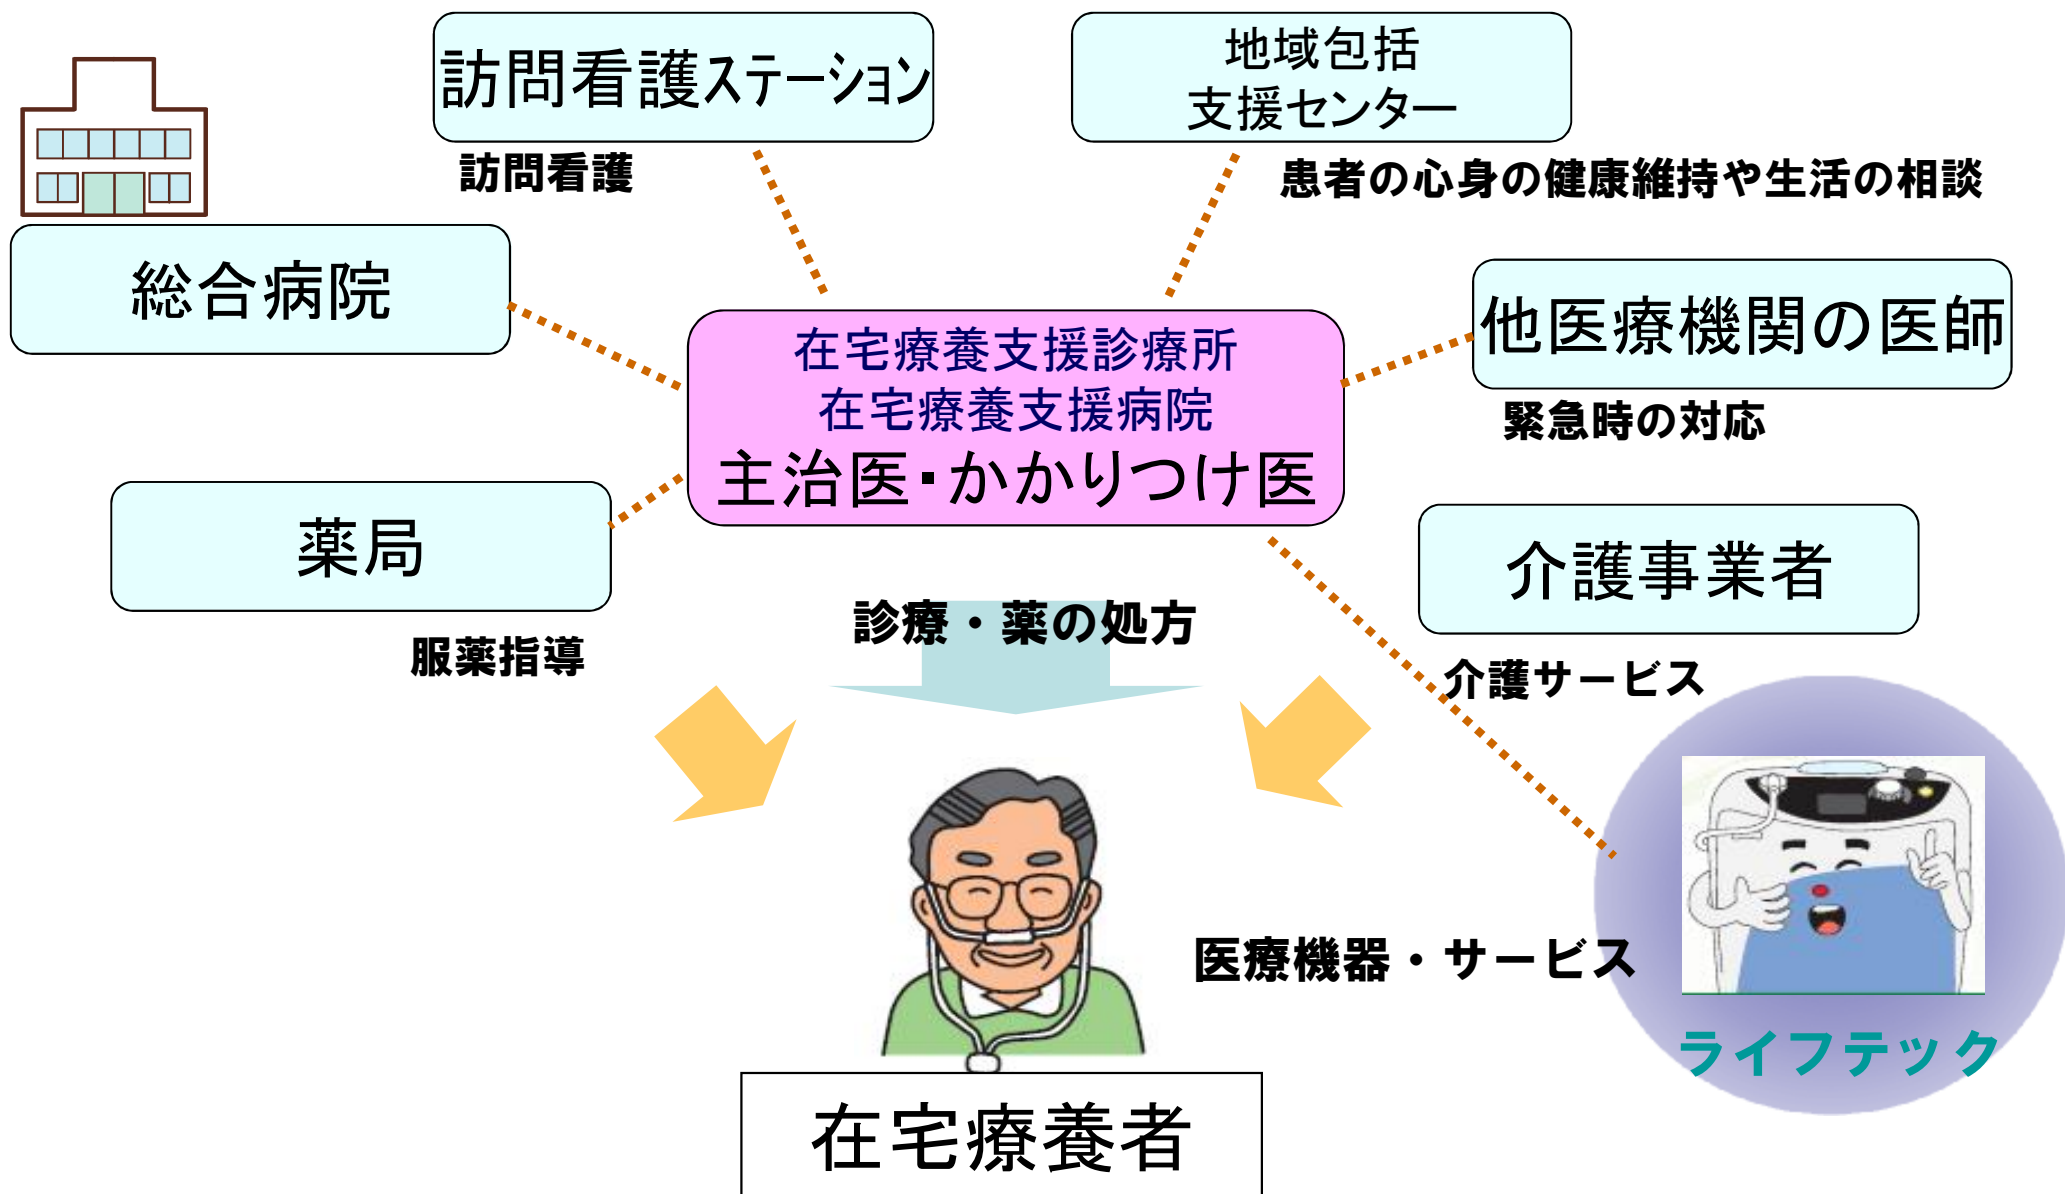 訪問看護ステーション
訪問看護
地域包括
支援センター
患者の心身の健康維持や生活の相談
総合病院
他医療機関の医師
緊急時の対応
在宅療養支援診療所
在宅療養支援病院
主治医・かかりつけ医
薬局
服薬指導
介護事業者
介護サービス
診療・薬の処方
医療機器・サービス
ライフテック
在宅療養者